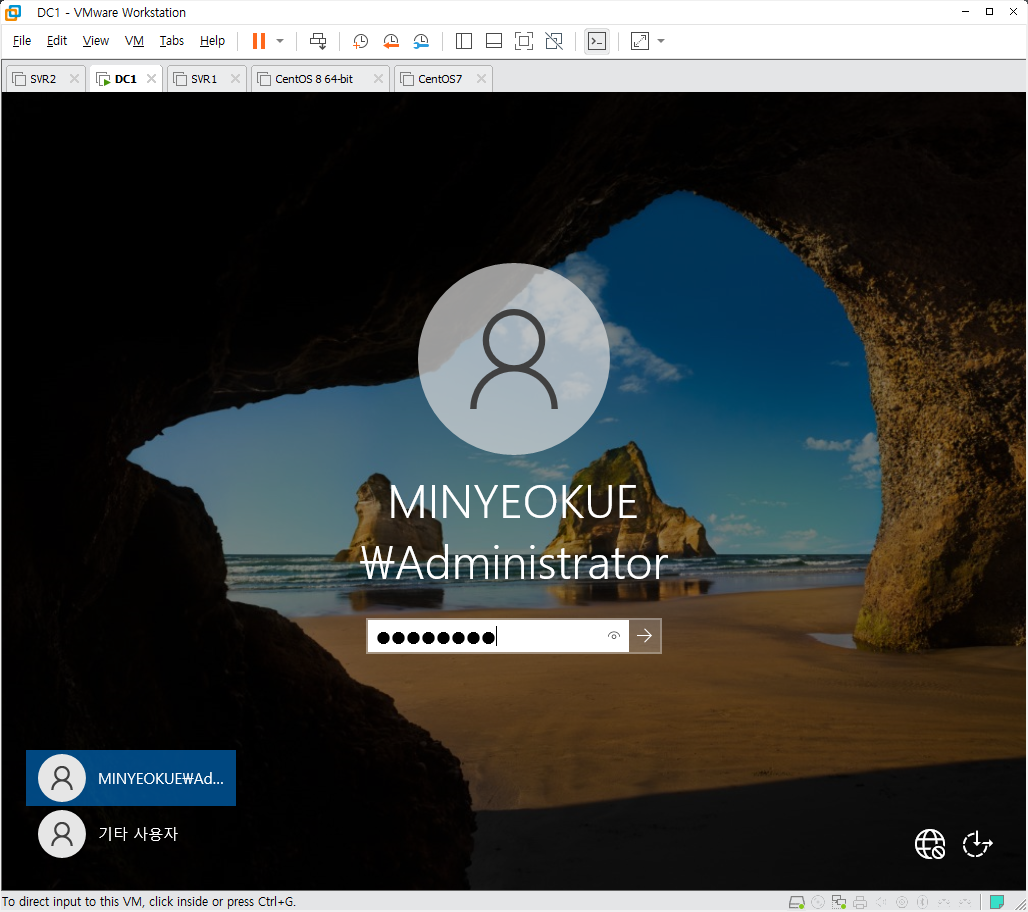 DC1 - VMware Workstation
File Edit View VM Tabs Help
SVR2 DC1 SVR1 CentOS 8 64-bit CentOS7
MINYEOKUE
₩Administrator
MINYEOKUE₩Ad...
기타 사용자
To direct input to this VM, click inside or press Ctrl+G.